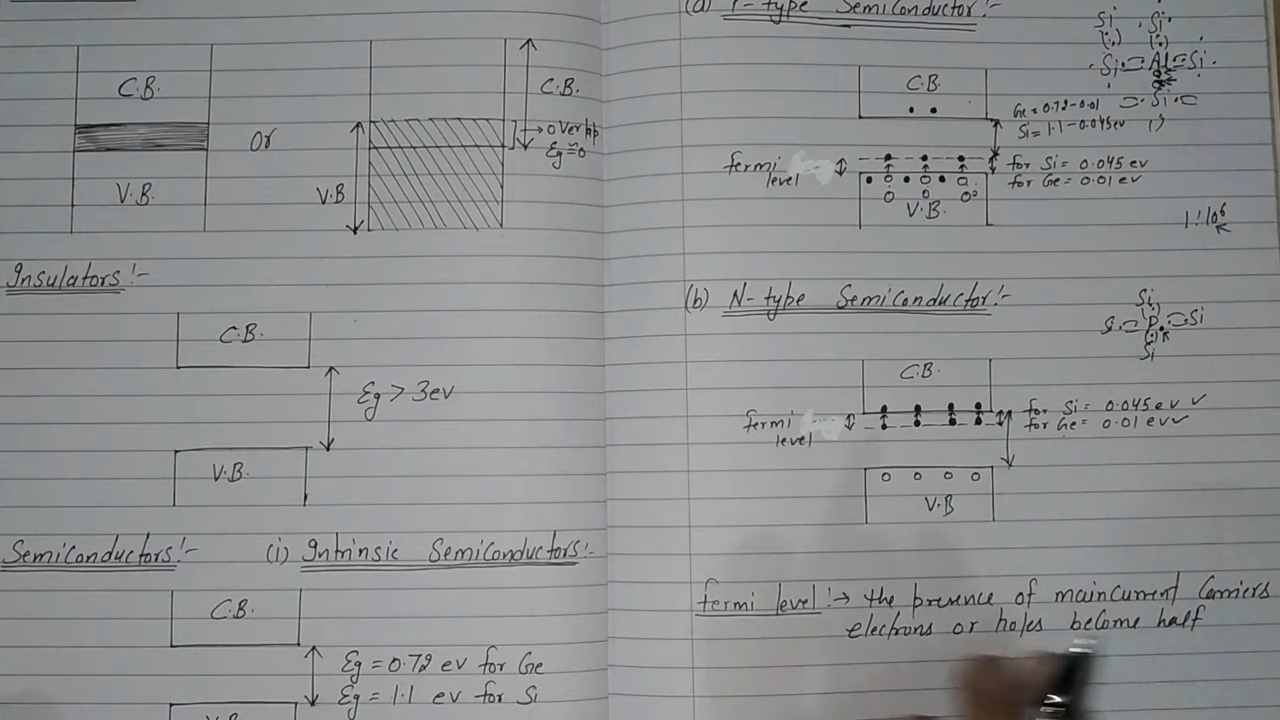 C.B.
V.B.
Or
C.B.
overlap
Eg ≅ 0
V.B
Insulators :-
C.B.
Eg > 3ev
V.B.
Semiconductors :- (i) Intrinsic Semiconductors :-
C.B.
Eg = 0.72 ev for Ge
Eg = 1.1 ev for Si
V.B.
(a) P-type Semiconductor :-
Si Si
Si Al Si
Si
C.B.
Ge = 0.72-0.01
Si = 1.1-0.045ev
fermi level
for Si = 0.045 ev
for Ge = 0.01 ev
V.B.
1:10⁶
(b) N-type Semiconductor :-
Si
S P Si
Si
C.B.
fermi level
for Si = 0.045 ev ✓
for Ge = 0.01 ev ✓
V.B
fermi level :→ the presence of main current Carriers
electrons or holes become half